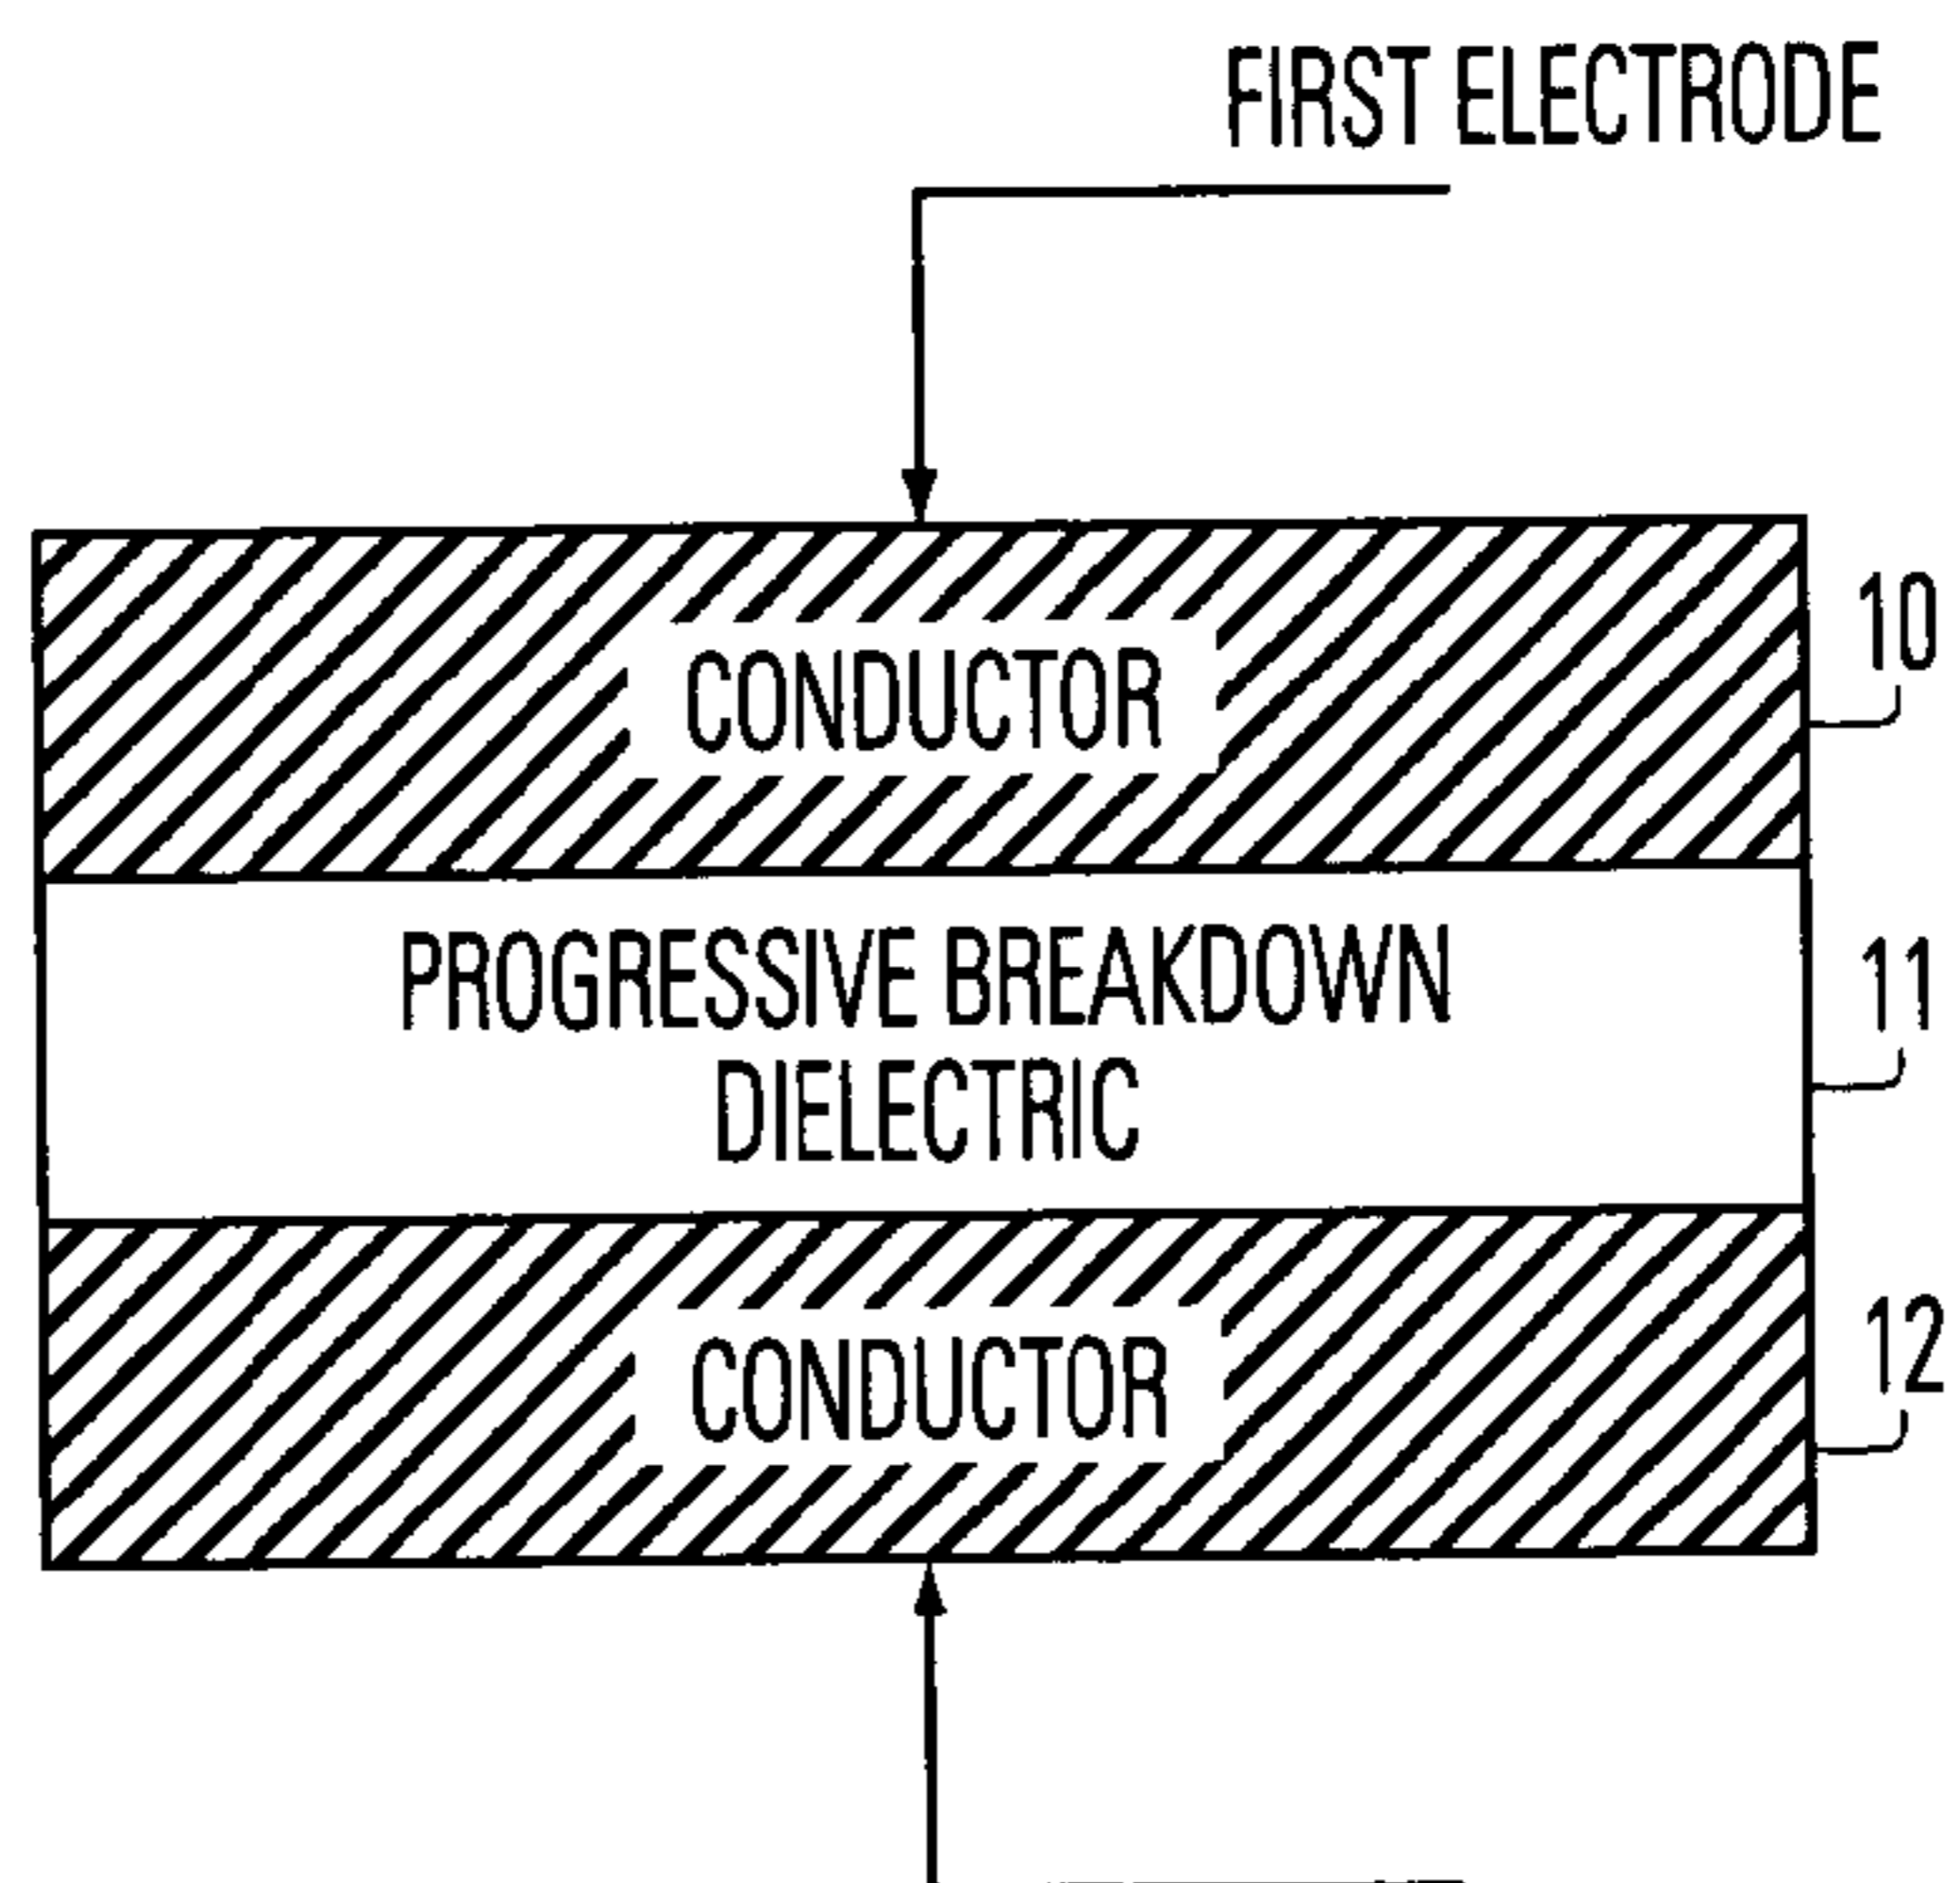 FIRST ELECTRODE
CONDUCTOR
10
PROGRESSIVE BREAKDOWN
DIELECTRIC
11
CONDUCTOR
12